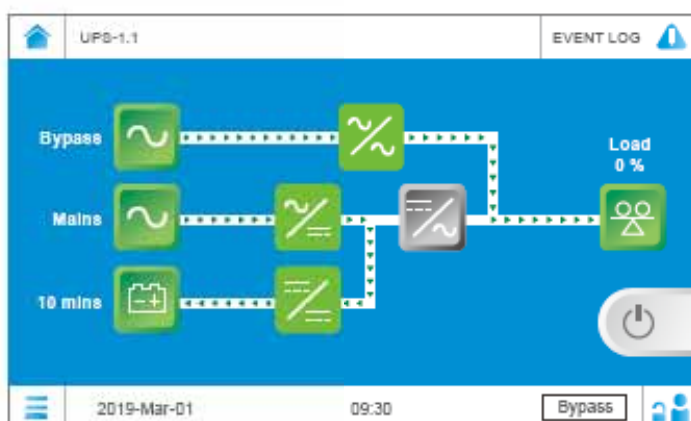 UPS-1.1
EVENT LOG
Bypass
Load
0 %
Mains
10 mins
2019-Mar-01
09:30
Bypass